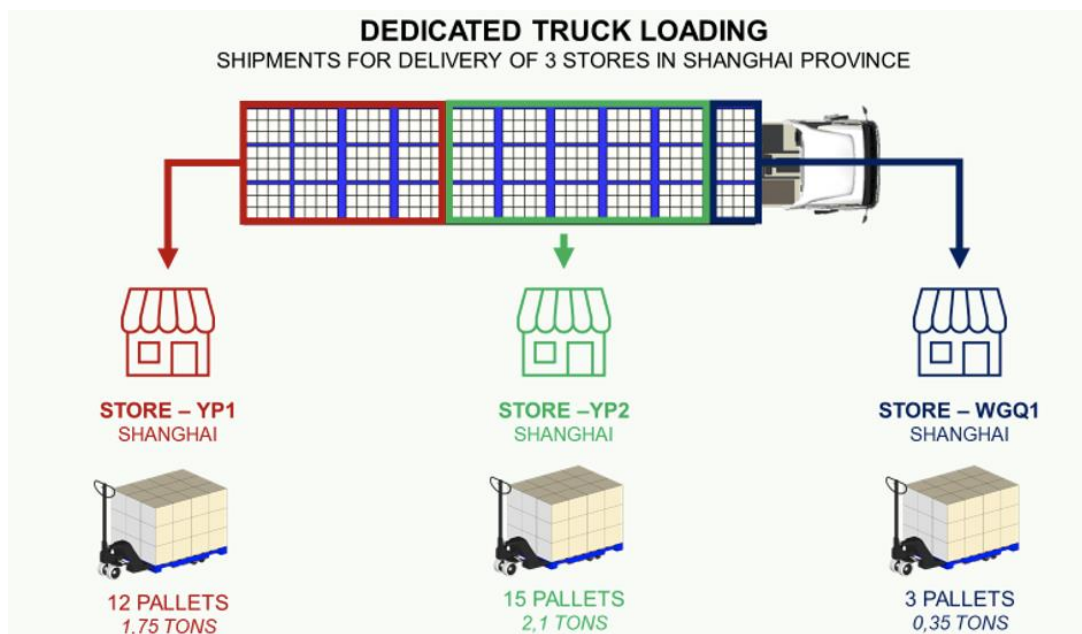 DEDICATED TRUCK LOADING
SHIPMENTS FOR DELIVERY OF 3 STORES IN SHANGHAI PROVINCE
STORE – YP1
SHANGHAI
STORE –YP2
SHANGHAI
STORE – WGQ1
SHANGHAI
12 PALLETS
1,75 TONS
15 PALLETS
2,1 TONS
3 PALLETS
0,35 TONS